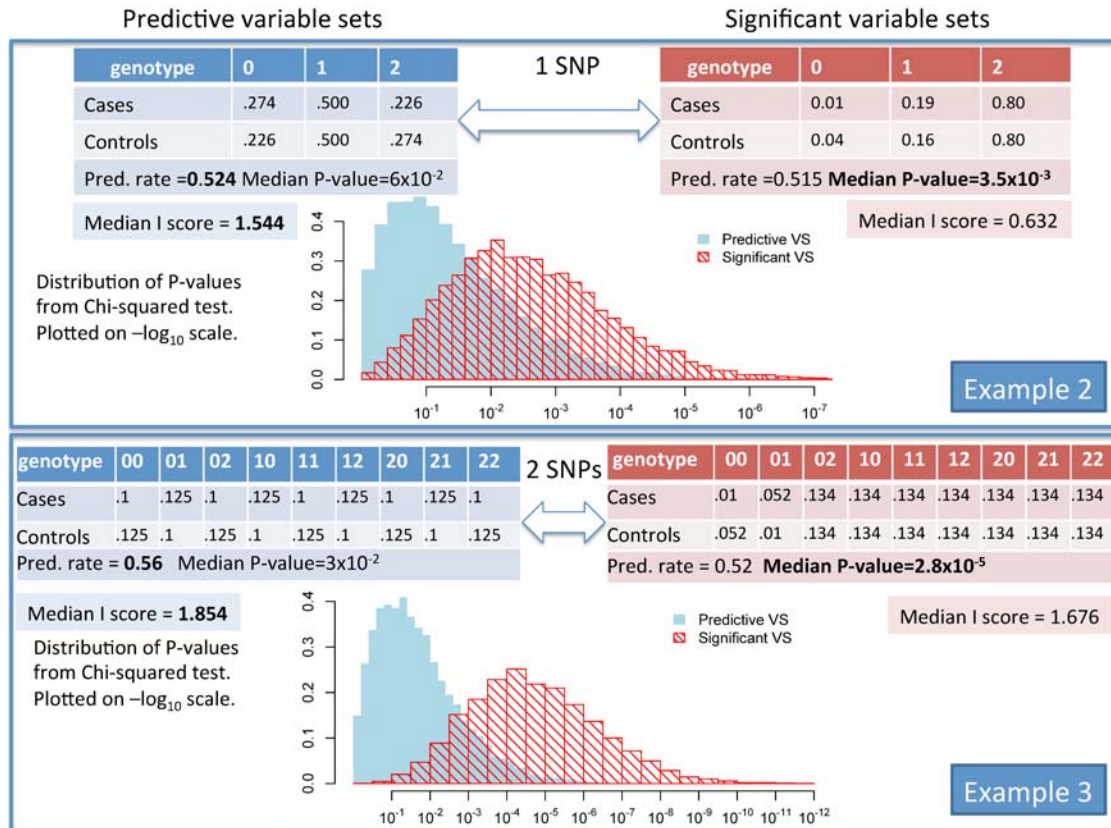 Predictive variable sets
Significant variable sets
genotype 0 1 2
Cases .274 .500 .226
Controls .226 .500 .274
Pred. rate =0.524 Median P-value=6x10⁻²
Median I score = 1.544
1 SNP
genotype 0 1 2
Cases 0.01 0.19 0.80
Controls 0.04 0.16 0.80
Pred. rate =0.515 Median P-value=3.5x10⁻³
Median I score = 0.632
Distribution of P-values
from Chi-squared test.
Plotted on –log₁₀ scale.
0.4
0.3
0.2
0.1
0.0
Predictive VS
Significant VS
10⁻¹ 10⁻² 10⁻³ 10⁻⁴ 10⁻⁵ 10⁻⁶ 10⁻⁷
Example 2
genotype 00 01 02 10 11 12 20 21 22
Cases .1 .125 .1 .125 .1 .125 .1 .125 .1
Controls .125 .1 .125 .1 .125 .1 .125 .1 .125
Pred. rate = 0.56 Median P-value=3x10⁻²
Median I score = 1.854
2 SNPs
genotype 00 01 02 10 11 12 20 21 22
Cases .01 .052 .134 .134 .134 .134 .134 .134 .134
Controls .052 .01 .134 .134 .134 .134 .134 .134 .134
Pred. rate = 0.52 Median P-value=2.8x10⁻⁵
Median I score = 1.676
Distribution of P-values
from Chi-squared test.
Plotted on –log₁₀ scale.
0.4
0.3
0.2
0.1
0.0
Predictive VS
Significant VS
10⁻¹ 10⁻² 10⁻³ 10⁻⁴ 10⁻⁵ 10⁻⁶ 10⁻⁷ 10⁻⁸ 10⁻⁹ 10⁻¹⁰ 10⁻¹¹ 10⁻¹²
Example 3